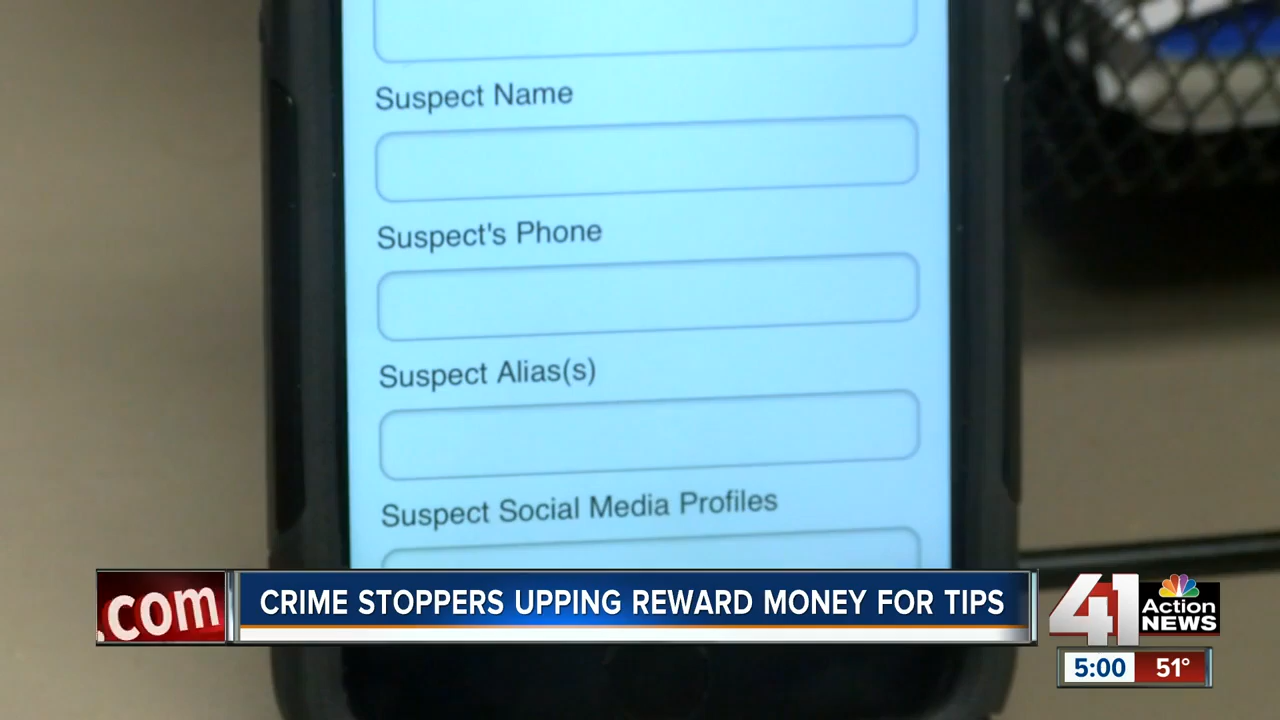 Suspect Name
Suspect's Phone
Suspect Alias(s)
Suspect Social Media Profiles
.com
CRIME STOPPERS UPPING REWARD MONEY FOR TIPS
41
Action
NEWS
5:00 51°